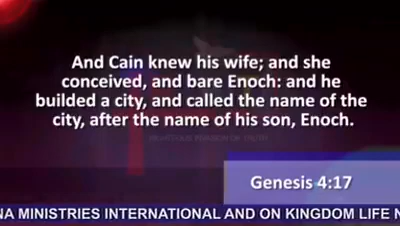 And Cain knew his wife; and she
conceived, and bare Enoch: and he
builded a city, and called the name of the
city, after the name of his son, Enoch.
Genesis 4:17
NA MINISTRIES INTERNATIONAL AND ON KINGDOM LIFE N